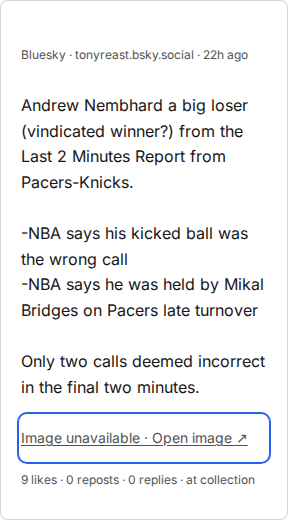 Bluesky · tonyreast.bsky.social · 22h ago
Andrew Nembhard a big loser
(vindicated winner?) from the
Last 2 Minutes Report from
Pacers-Knicks.
-NBA says his kicked ball was
the wrong call
-NBA says he was held by Mikal
Bridges on Pacers late turnover
Only two calls deemed incorrect
in the final two minutes.
Image unavailable · Open image ↗
9 likes · 0 reposts · 0 replies · at collection